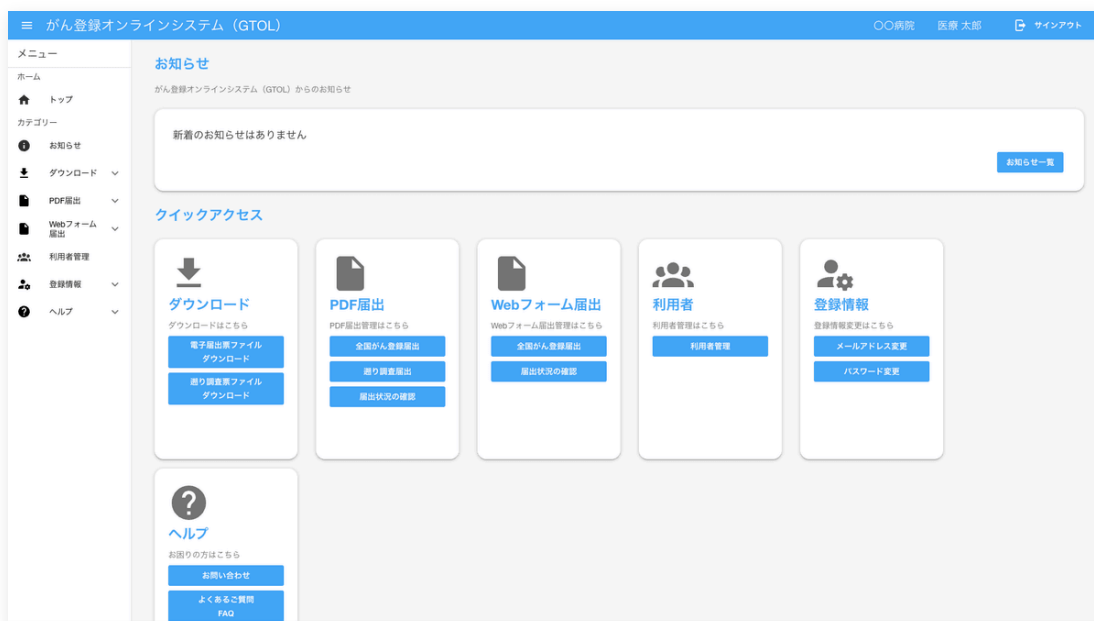 がん登録オンラインシステム（GTOL）
〇〇病院 医療 太郎 サインアウト
メニュー
ホーム
トップ
カテゴリー
お知らせ
ダウンロード
PDF届出
Webフォーム
届出
利用者管理
登録情報
ヘルプ
お知らせ
がん登録オンラインシステム（GTOL）からのお知らせ
新着のお知らせはありません
お知らせ一覧
クイックアクセス
ダウンロード
ダウンロードはこちら
電子届出票ファイル
ダウンロード
遡り調査票ファイル
ダウンロード
PDF届出
PDF届出管理はこちら
全国がん登録届出
遡り調査届出
届出状況の確認
Webフォーム届出
Webフォーム届出管理はこちら
全国がん登録届出
届出状況の確認
利用者
利用者管理はこちら
利用者管理
登録情報
登録情報変更はこちら
メールアドレス変更
パスワード変更
ヘルプ
お困りの方はこちら
お問い合わせ
よくあるご質問
FAQ